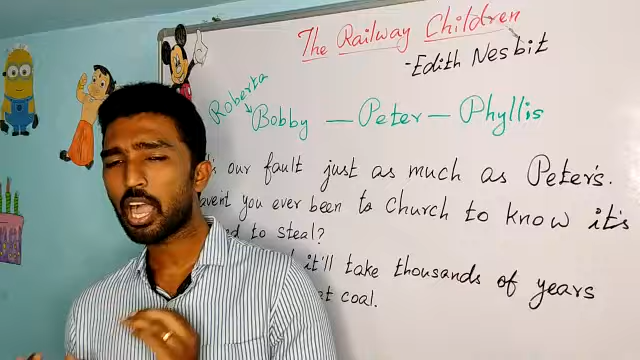 The Railway Children
- Edith Nesbit
Roberta
Bobby — Peter — Phyllis
our fault just as much as Peter's.
you ever been to Church to know it's
to steal?
it'll take thousands of years
coal.